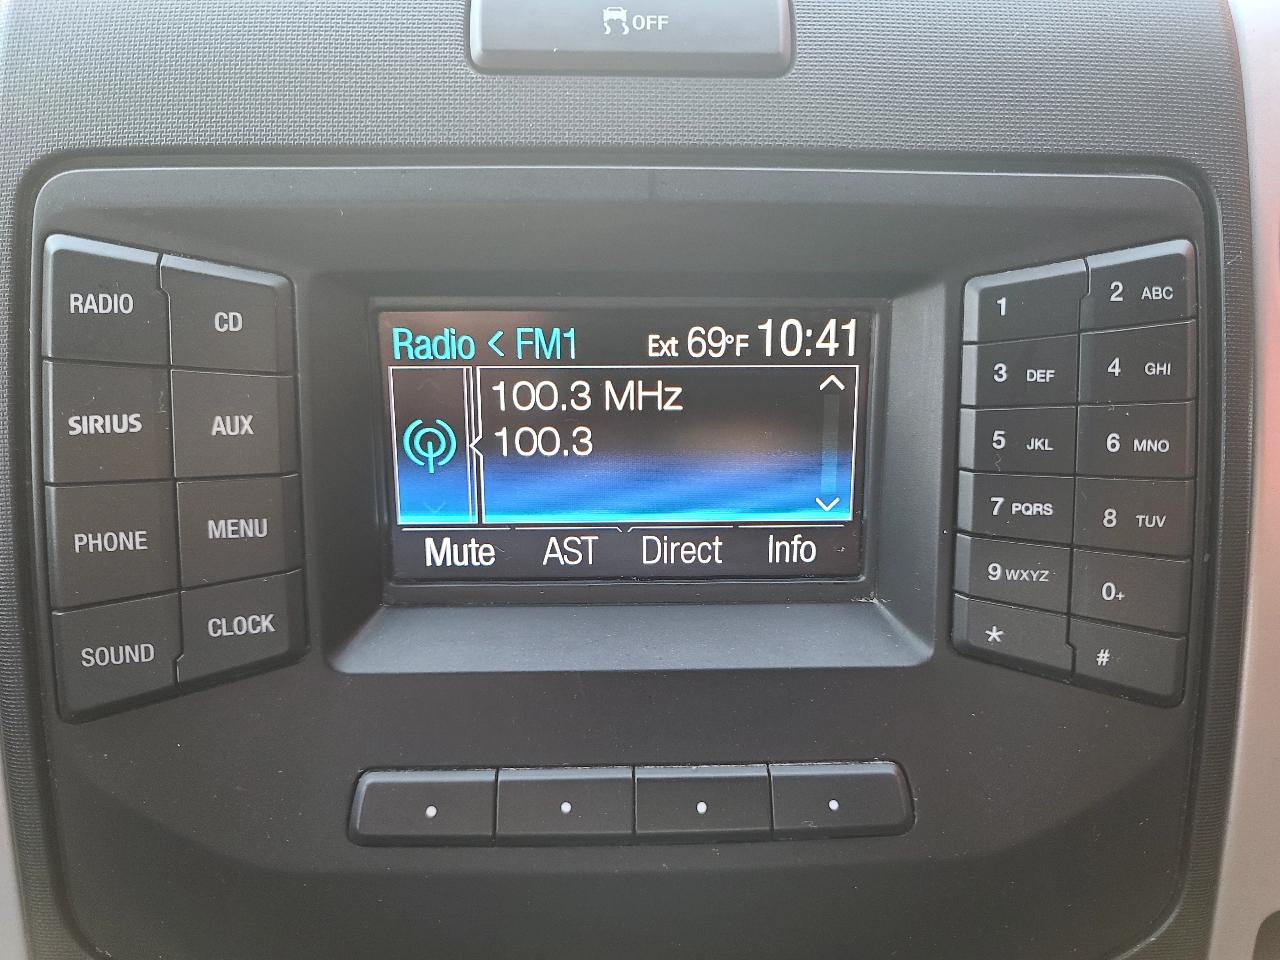 OFF
RADIO
CD
SIRIUS
AUX
PHONE
MENU
SOUND
CLOCK
Radio < FM1 Ext 69°F 10:41
100.3 MHz
100.3
Mute AST Direct Info
1
2 ABC
3 DEF
4 GHI
5 JKL
6 MNO
7 PQRS
8 TUV
9 WXYZ
0+
*
#